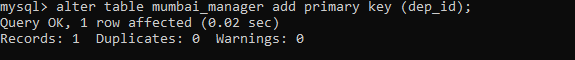 mysql> alter table mumbai_manager add primary key (dep_id);
Query OK, 1 row affected (0.02 sec)
Records: 1  Duplicates: 0  Warnings: 0